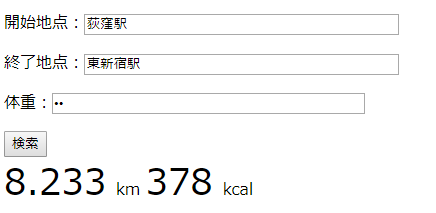 開始地点：荻窪駅
終了地点：東新宿駅
体重：••
検索
8.233 km 378 kcal